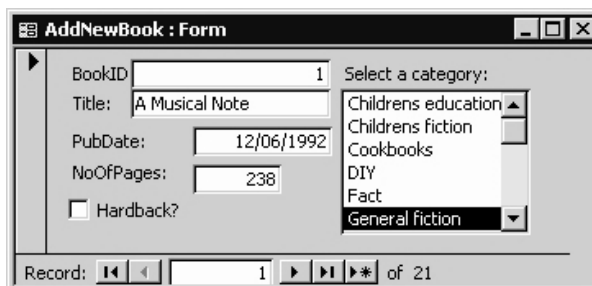 AddNewBook : Form
BookID 1
Title: A Musical Note
PubDate: 12/06/1992
NoOfPages: 238
Hardback?
Select a category:
Childrens education
Childrens fiction
Cookbooks
DIY
Fact
General fiction
Record: 1 of 21